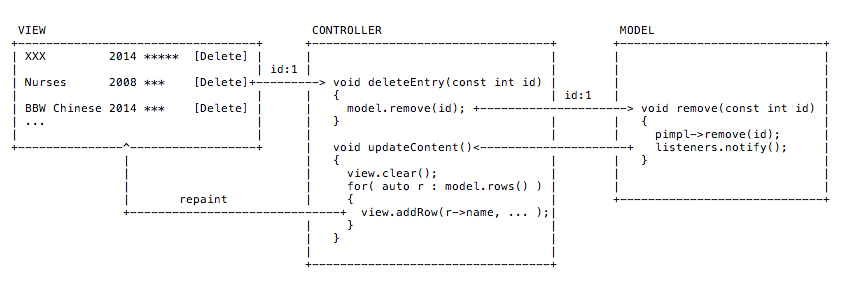 VIEW CONTROLLER MODEL
XXX 2014 ***** [Delete]
id:1
Nurses 2008 *** [Delete] void deleteEntry(const int id)
{ id:1
BBW Chinese 2014 *** [Delete] model.remove(id); void remove(const int id)
... } {
pimpl->remove(id);
void updateContent() listeners.notify();
{ }
view.clear();
for( auto r : model.rows() )
repaint {
view.addRow(r->name, ... );
}
}